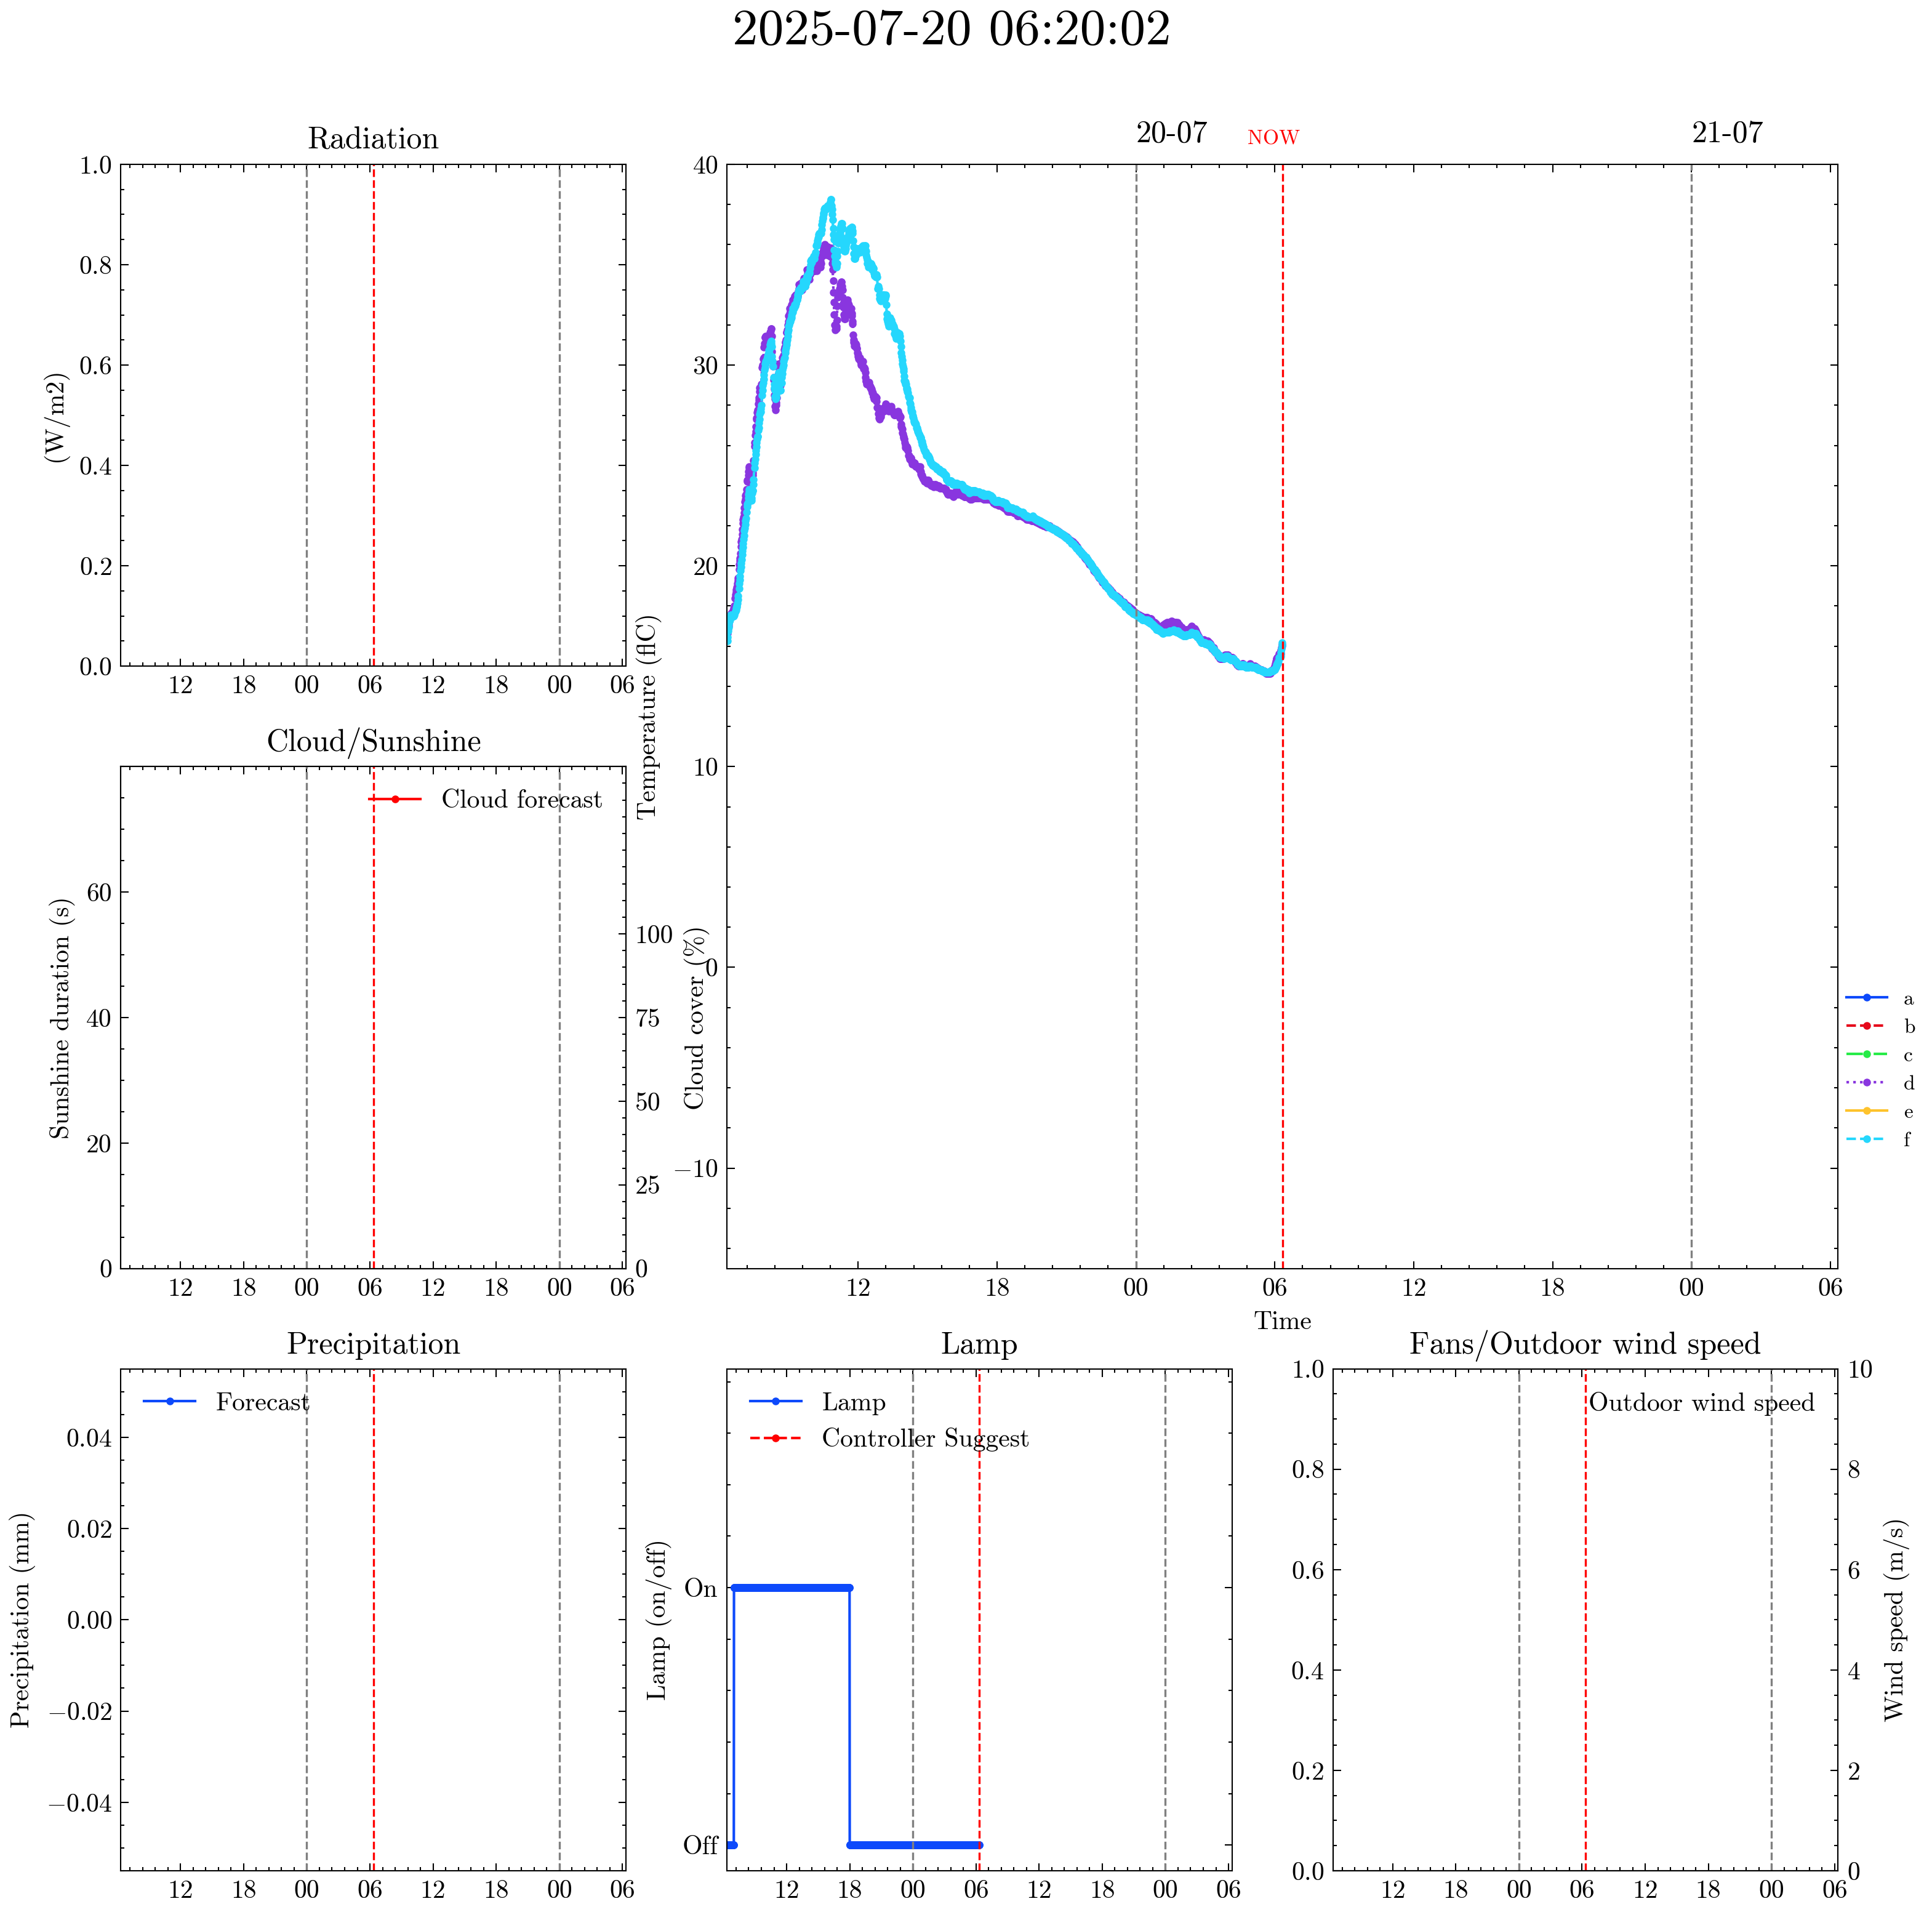 2025-07-20 06:20:02
Radiation
1.0
0.8
0.6
0.4
0.2
0.0
(W/m2)
12 18 00 06 12 18 00 06
20-07 NOW 21-07
40
30
20
10
0
−10
Temperature (flC)
12 18 00 06 12 18 00 06
Time
a
b
c
d
e
f
Cloud/Sunshine
Cloud forecast
60
40
20
0
Sunshine duration (s)
100
75
50
25
0
Cloud cover (%)
12 18 00 06 12 18 00 06
Precipitation
Forecast
0.04
0.02
0.00
−0.02
−0.04
Precipitation (mm)
12 18 00 06 12 18 00 06
Lamp
Lamp
Controller Suggest
On
Off
Lamp (on/off)
12 18 00 06 12 18 00 06
Fans/Outdoor wind speed
Outdoor wind speed
1.0
0.8
0.6
0.4
0.2
0.0
10
8
6
4
2
0
Wind speed (m/s)
12 18 00 06 12 18 00 06